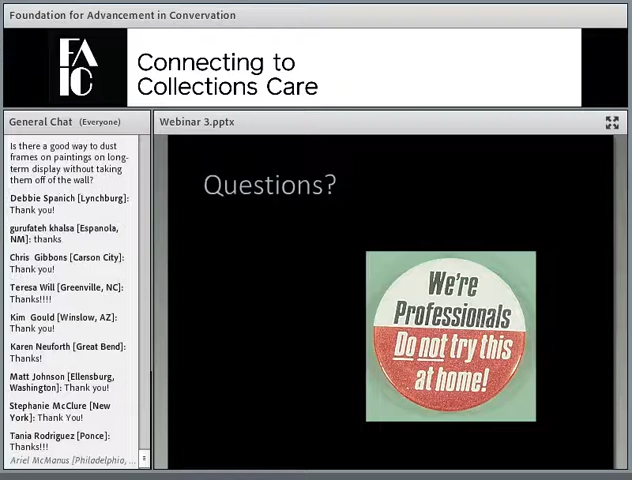 Foundation for Advancement in Convervation
FA
IC
Connecting to
Collections Care
General Chat (Everyone)
Is there a good way to dust
frames on paintings on long-
term display without taking
them off of the wall?
Debbie Spanich [Lynchburg]:
Thank you!
gurufateh khalsa [Espanola,
NM]: thanks
Chris Gibbons [Carson City]:
Thank you!
Teresa Will [Greenville, NC]:
Thanks!!!!
Kim Gould [Winslow, AZ]:
Thank you!
Karen Neuforth [Great Bend]:
Thanks!
Matt Johnson [Ellensburg,
Washington]: Thank you!
Stephanie McClure [New
York]: Thank You!
Tania Rodriguez [Ponce]:
Thanks!!!
Ariel McManus [Philadelphia, ...
Webinar 3.pptx
Questions?
We're
Professionals
Do not try this
at home!